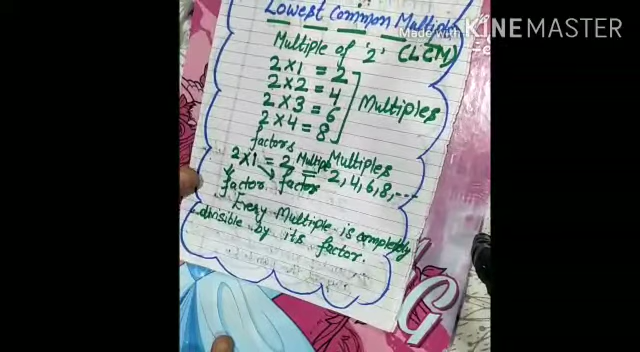 Lowest Common Multiple
Made with KINEMASTER
Multiple of '2' (LCM)
2×1 = 2
2×2 = 4
2×3 = 6
2×4 = 8
Multiples
factors
2×1 = 2 Multiple Multiples
= 2, 4, 6, 8, ---
factor factor
Every Multiple is completely
divisible by its factor.
G